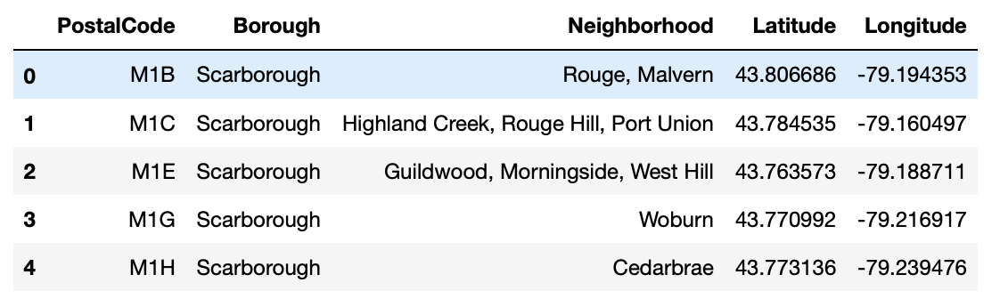 PostalCode Borough Neighborhood Latitude Longitude
0 M1B Scarborough Rouge, Malvern 43.806686 -79.194353
1 M1C Scarborough Highland Creek, Rouge Hill, Port Union 43.784535 -79.160497
2 M1E Scarborough Guildwood, Morningside, West Hill 43.763573 -79.188711
3 M1G Scarborough Woburn 43.770992 -79.216917
4 M1H Scarborough Cedarbrae 43.773136 -79.239476